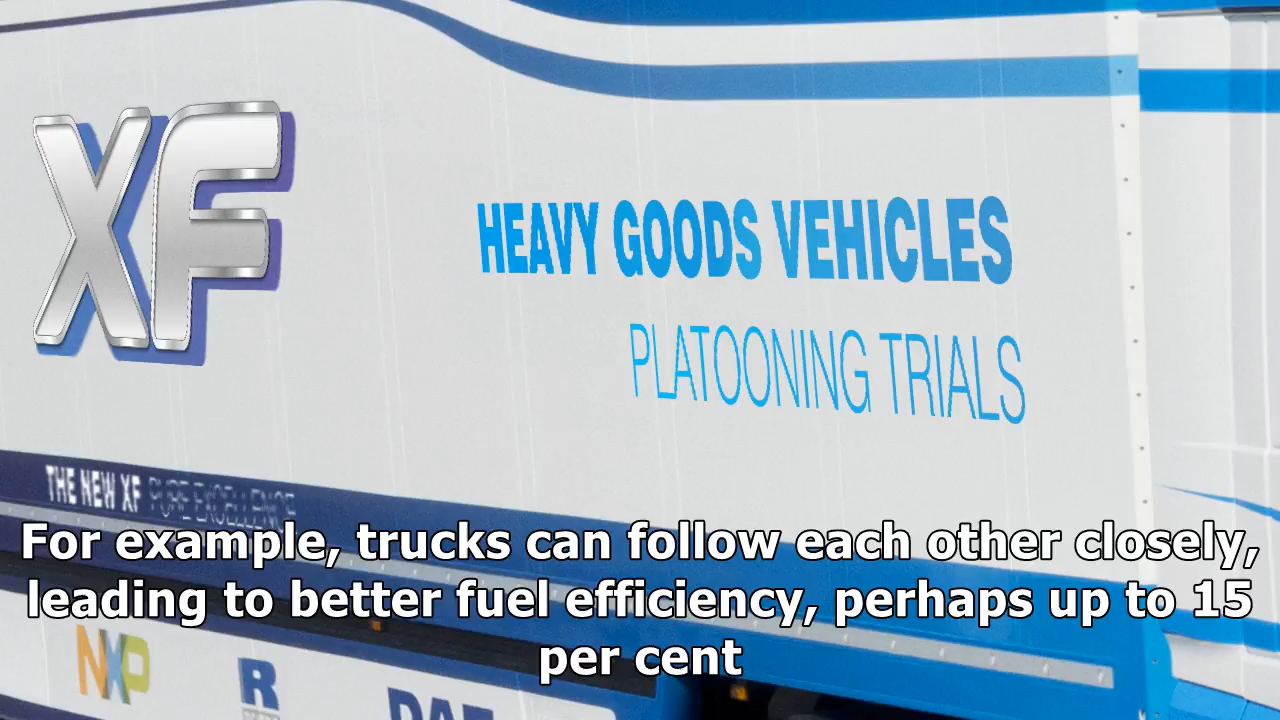 XF
HEAVY GOODS VEHICLES
PLATOONING TRIALS
THE NEW XF PURE EXCELLENCE
For example, trucks can follow each other closely,
leading to better fuel efficiency, perhaps up to 15
per cent
NXP
R
DAF